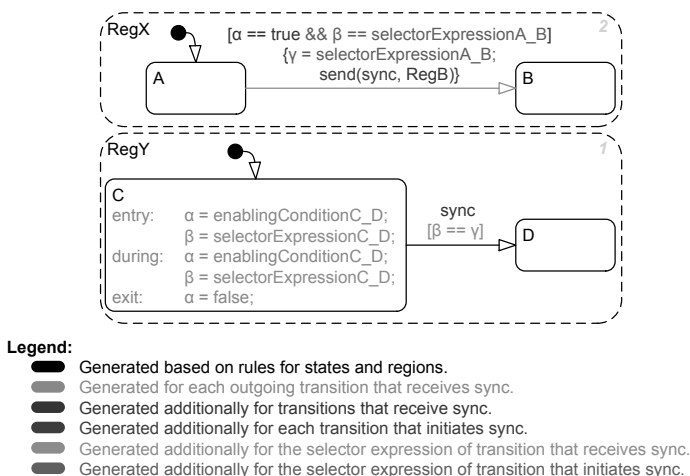 RegX
2
[α == true && β == selectorExpressionA_B]
{γ = selectorExpressionA_B;
send(sync, RegB)}
A
B
RegY
1
C
entry: α = enablingConditionC_D;
β = selectorExpressionC_D;
during: α = enablingConditionC_D;
β = selectorExpressionC_D;
exit: α = false;
sync
[β == γ]
D
Legend:
Generated based on rules for states and regions.
Generated for each outgoing transition that receives sync.
Generated additionally for transitions that receive sync.
Generated additionally for each transition that initiates sync.
Generated additionally for the selector expression of transition that receives sync.
Generated additionally for the selector expression of transition that initiates sync.